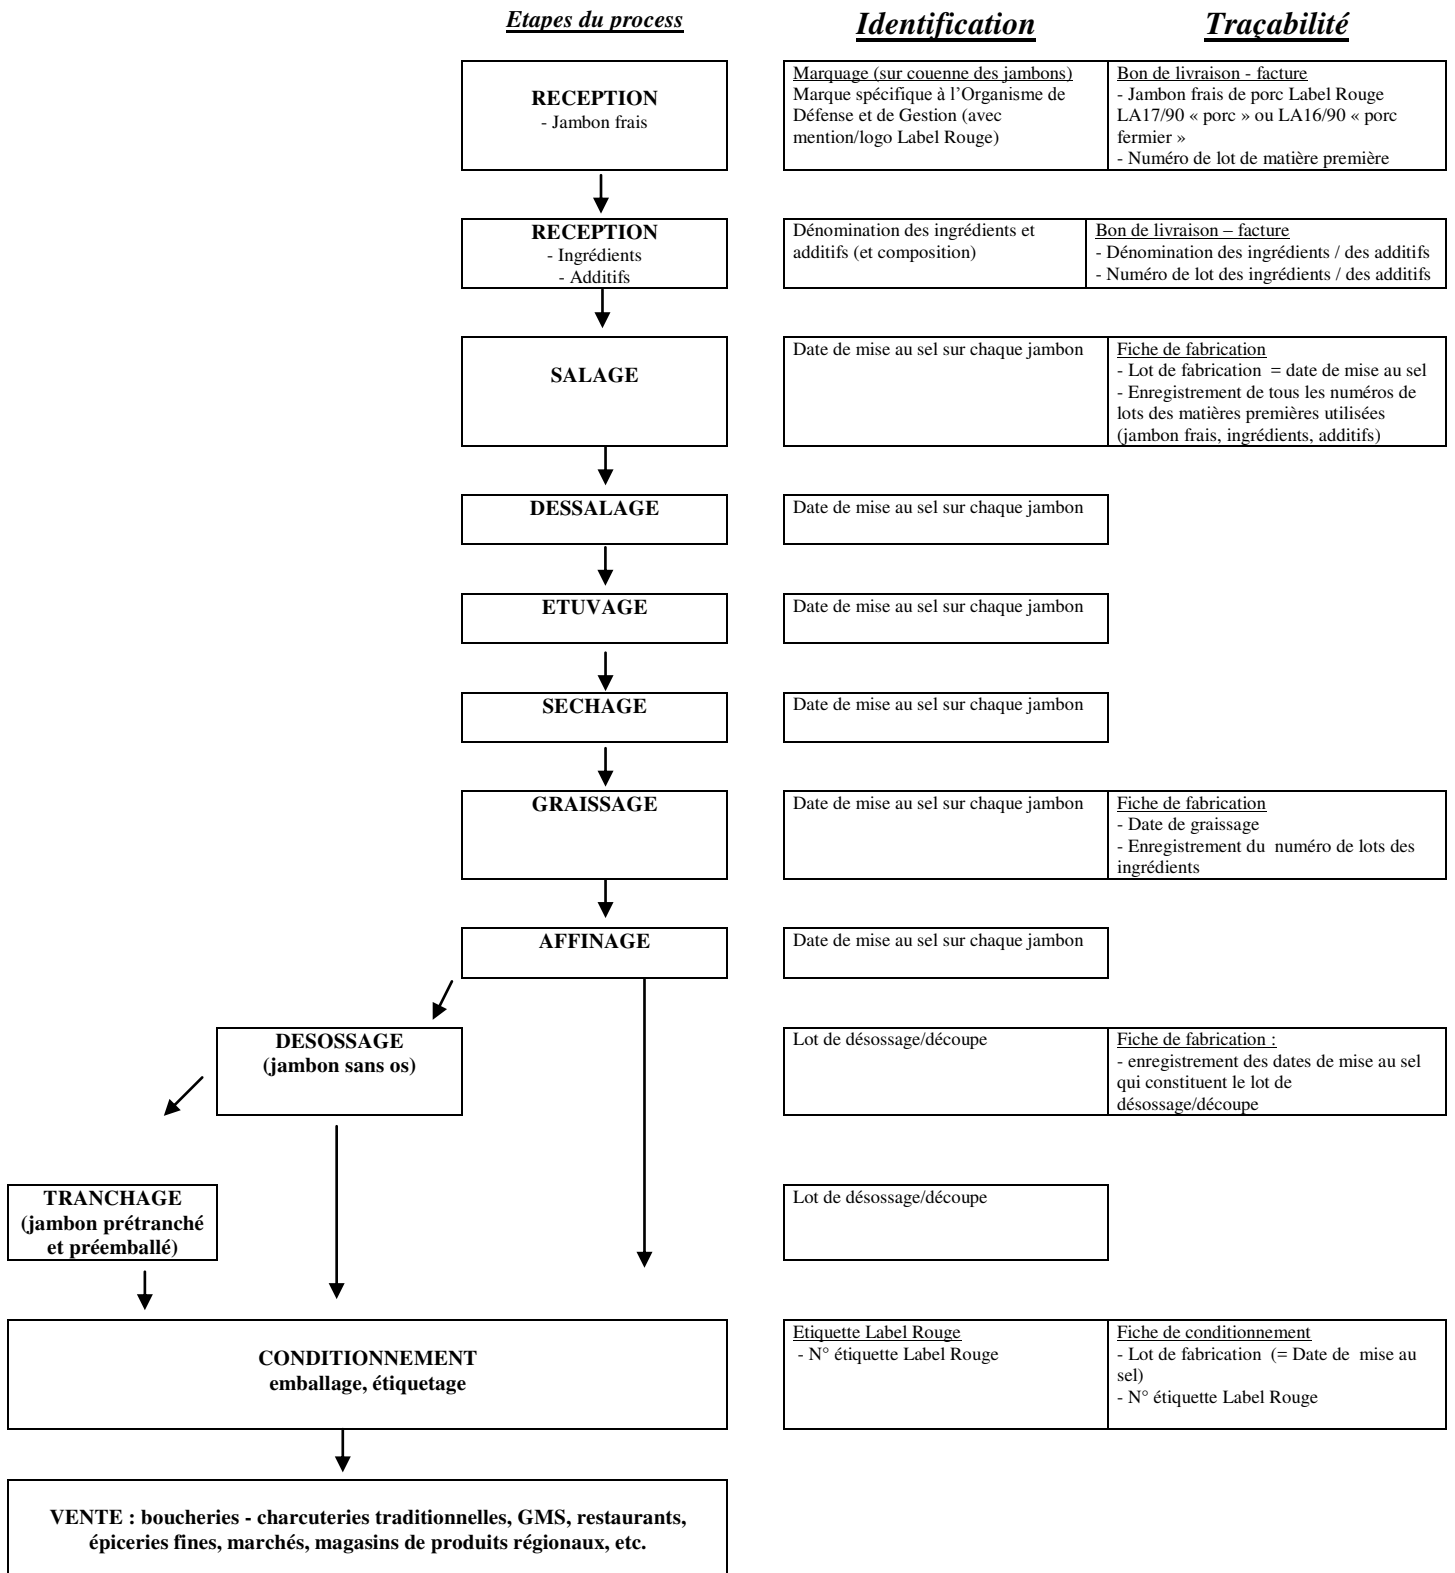 Etapes du process
Identification
Traçabilité
RECEPTION
- Jambon frais
Marquage (sur couenne des jambons)
Marque spécifique à l’Organisme de
Défense et de Gestion (avec
mention/logo Label Rouge)
Bon de livraison - facture
- Jambon frais de porc Label Rouge
LA17/90 « porc » ou LA16/90 « porc
fermier »
- Numéro de lot de matière première
RECEPTION
- Ingrédients
- Additifs
Dénomination des ingrédients et
additifs (et composition)
Bon de livraison – facture
- Dénomination des ingrédients / des additifs
- Numéro de lot des ingrédients / des additifs
SALAGE
Date de mise au sel sur chaque jambon
Fiche de fabrication
- Lot de fabrication = date de mise au sel
- Enregistrement de tous les numéros de
lots des matières premières utilisées
(jambon frais, ingrédients, additifs)
DESSALAGE
Date de mise au sel sur chaque jambon
ETUVAGE
Date de mise au sel sur chaque jambon
SECHAGE
Date de mise au sel sur chaque jambon
GRAISSAGE
Date de mise au sel sur chaque jambon
Fiche de fabrication
- Date de graissage
- Enregistrement du numéro de lots des
ingrédients
AFFINAGE
Date de mise au sel sur chaque jambon
DESOSSAGE
(jambon sans os)
Lot de désossage/découpe
Fiche de fabrication :
- enregistrement des dates de mise au sel
qui constituent le lot de
désossage/découpe
TRANCHAGE
(jambon prétranché
et préemballé)
Lot de désossage/découpe
CONDITIONNEMENT
emballage, étiquetage
Etiquette Label Rouge
- N° étiquette Label Rouge
Fiche de conditionnement
- Lot de fabrication (= Date de mise au
sel)
- N° étiquette Label Rouge
VENTE : boucheries - charcuteries traditionnelles, GMS, restaurants,
épiceries fines, marchés, magasins de produits régionaux, etc.